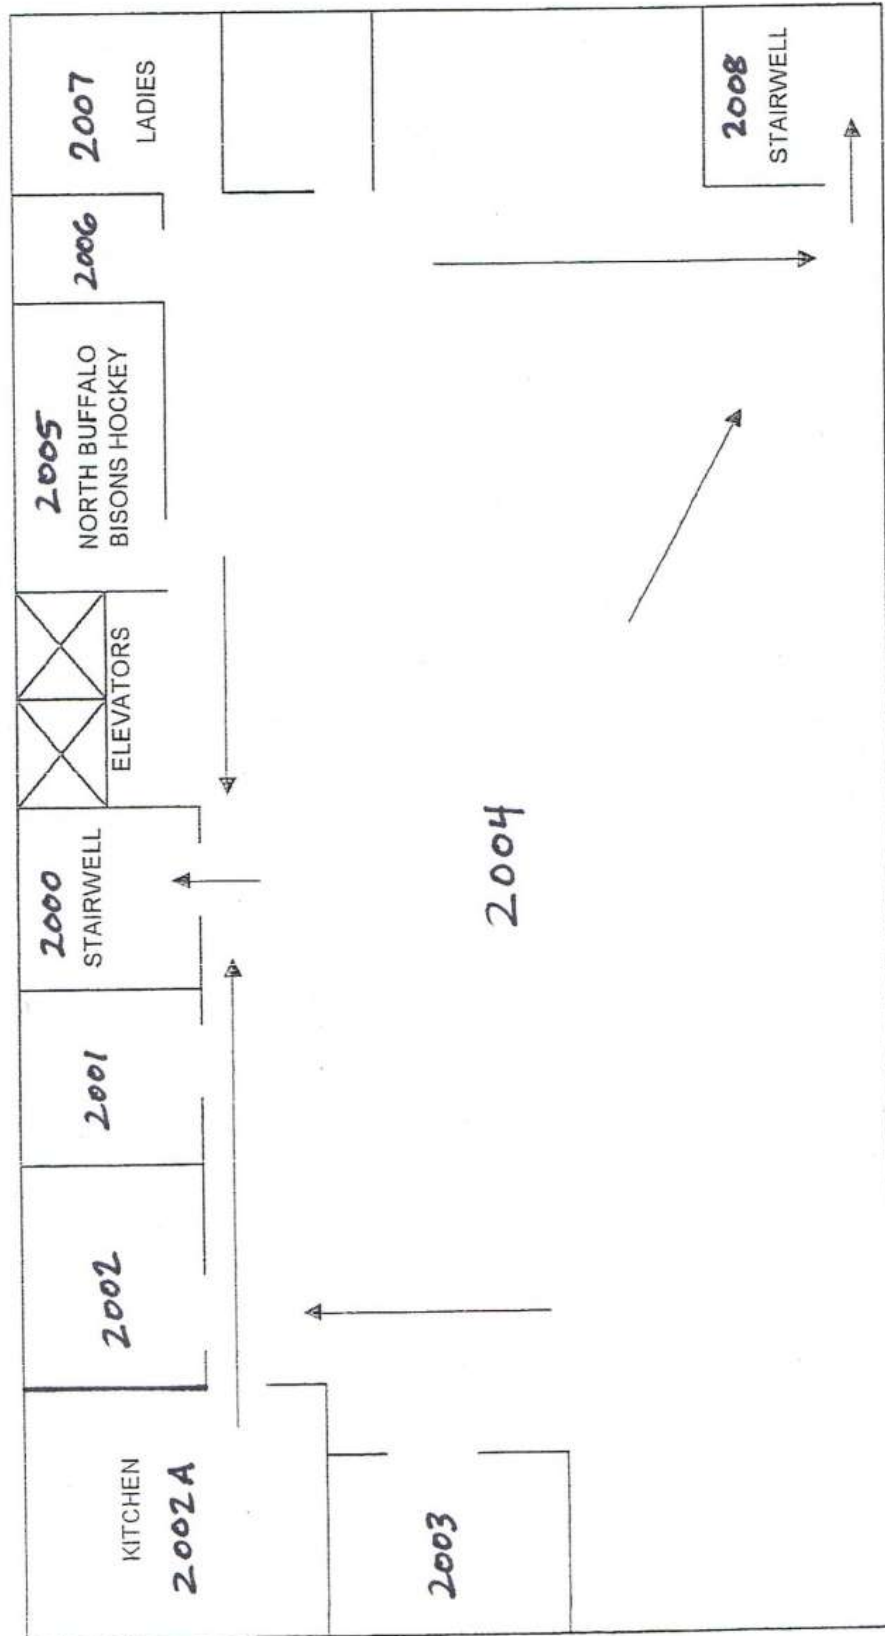 KITCHEN
2002A
2002
2001
2000
STAIRWELL
ELEVATORS
2005
NORTH BUFFALO
BISONS HOCKEY
2006
2007
LADIES
2003
2004
2008
STAIRWELL